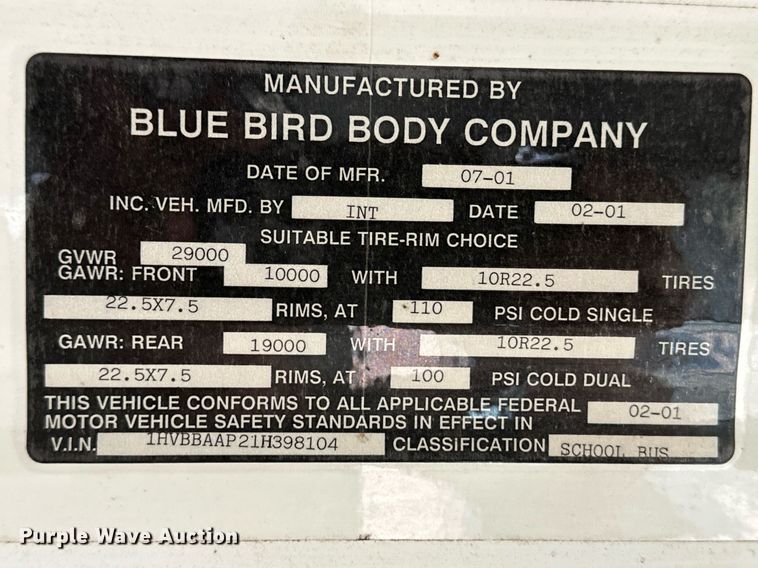 MANUFACTURED BY
BLUE BIRD BODY COMPANY
DATE OF MFR. 07-01
INC. VEH. MFD. BY INT DATE 02-01
SUITABLE TIRE-RIM CHOICE
GVWR 29000
GAWR: FRONT 10000 WITH 10R22.5 TIRES
22.5X7.5 RIMS, AT 110 PSI COLD SINGLE
GAWR: REAR 19000 WITH 10R22.5 TIRES
22.5X7.5 RIMS, AT 100 PSI COLD DUAL
THIS VEHICLE CONFORMS TO ALL APPLICABLE FEDERAL 02-01
MOTOR VEHICLE SAFETY STANDARDS IN EFFECT IN
V.I.N. 1HVBBAAP21H398104 CLASSIFICATION SCHOOL BUS
Purple Wave Auction